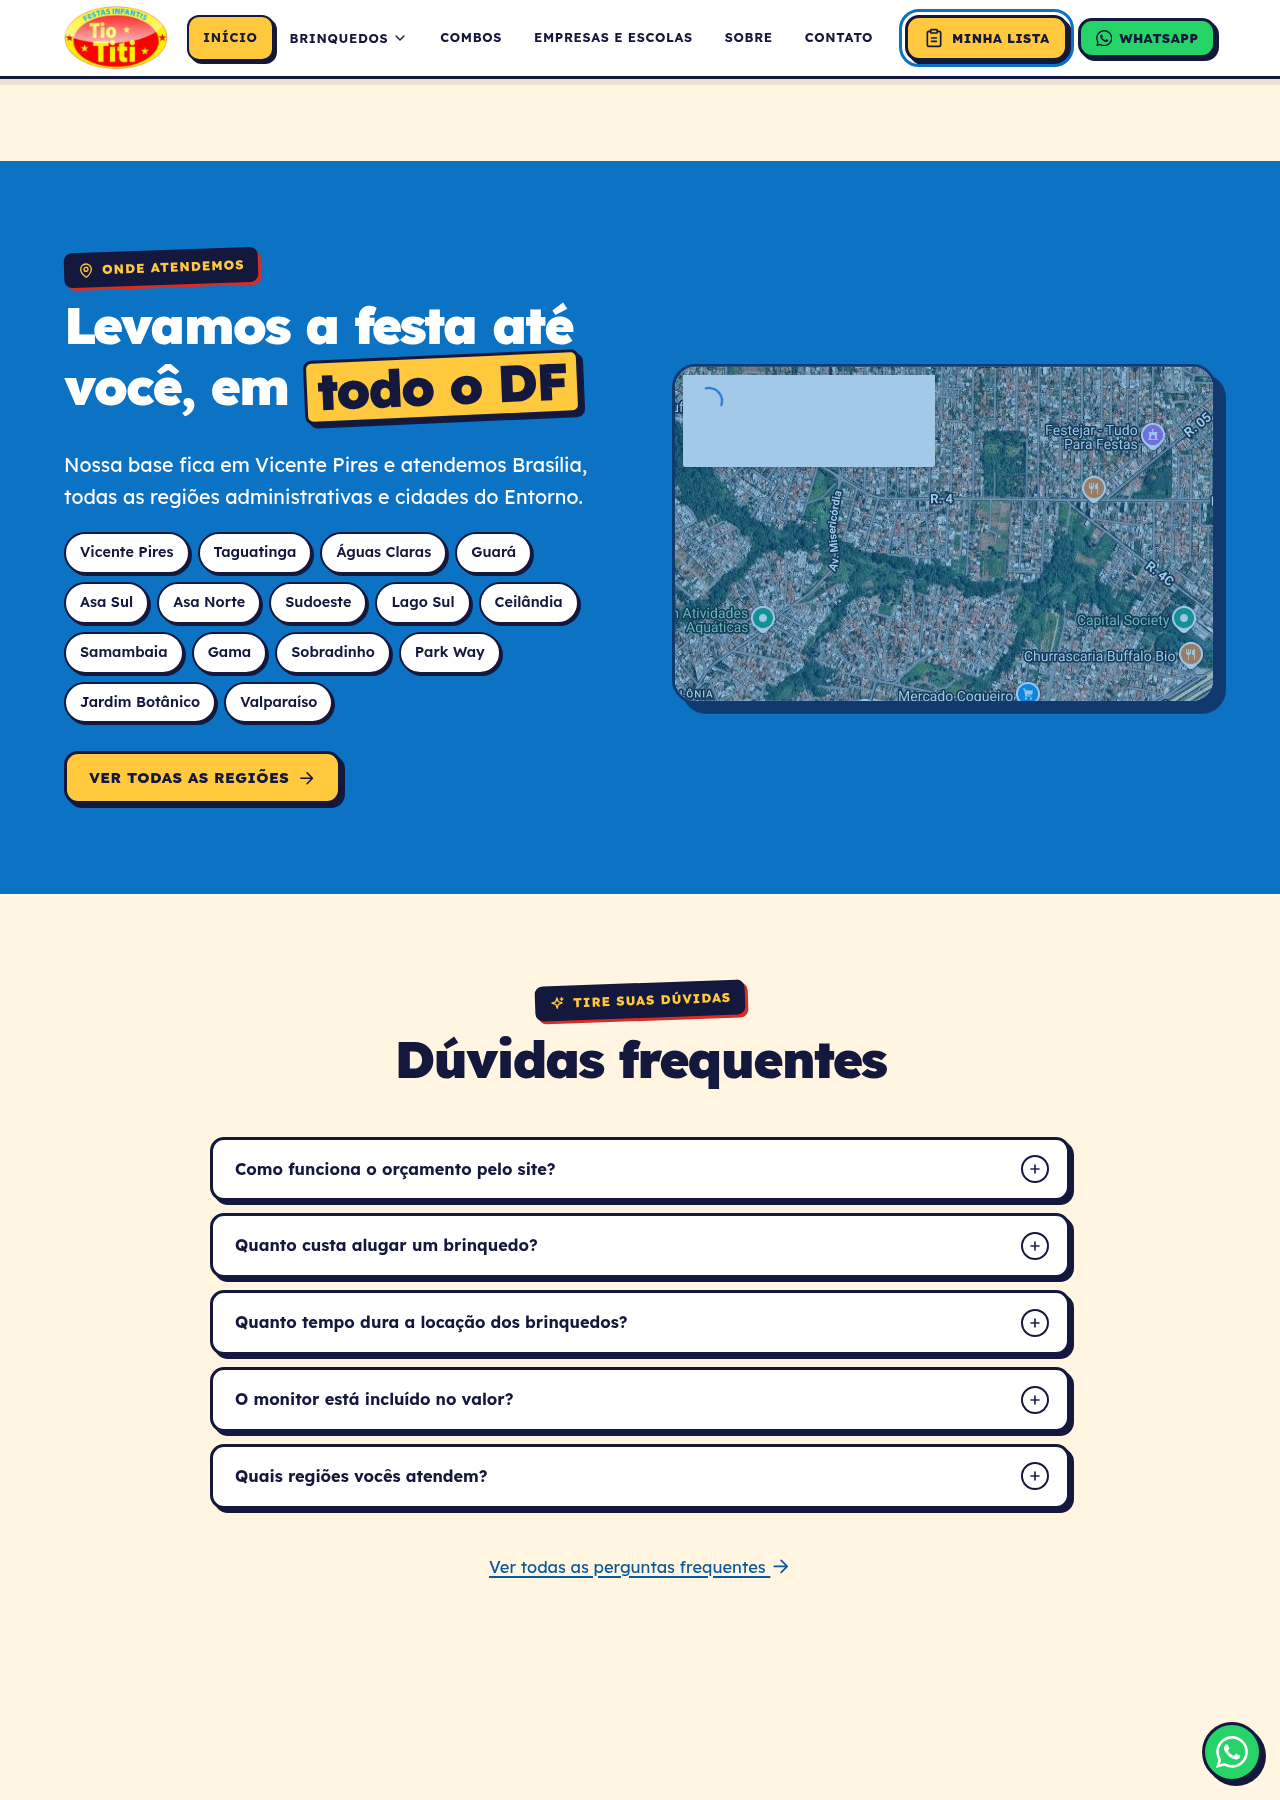 FESTAS INFANTIS
Tio
Titi
INÍCIO
BRINQUEDOS
COMBOS
EMPRESAS E ESCOLAS
SOBRE
CONTATO
MINHA LISTA
WHATSAPP
ONDE ATENDEMOS
Levamos a festa até
você, em todo o DF
Nossa base fica em Vicente Pires e atendemos Brasília,
todas as regiões administrativas e cidades do Entorno.
Vicente Pires
Taguatinga
Águas Claras
Guará
Asa Sul
Asa Norte
Sudoeste
Lago Sul
Ceilândia
Samambaia
Gama
Sobradinho
Park Way
Jardim Botânico
Valparaíso
VER TODAS AS REGIÕES
Festejar - Tudo
Para Festas
R. 05
R. 4
Av. Misericórdia
R. 4C
Atividades
Aquáticas
Capital Society
Churrascaria Buffalo Bio
Mercado Coqueiro
TIRE SUAS DÚVIDAS
Dúvidas frequentes
Como funciona o orçamento pelo site?
Quanto custa alugar um brinquedo?
Quanto tempo dura a locação dos brinquedos?
O monitor está incluído no valor?
Quais regiões vocês atendem?
Ver todas as perguntas frequentes